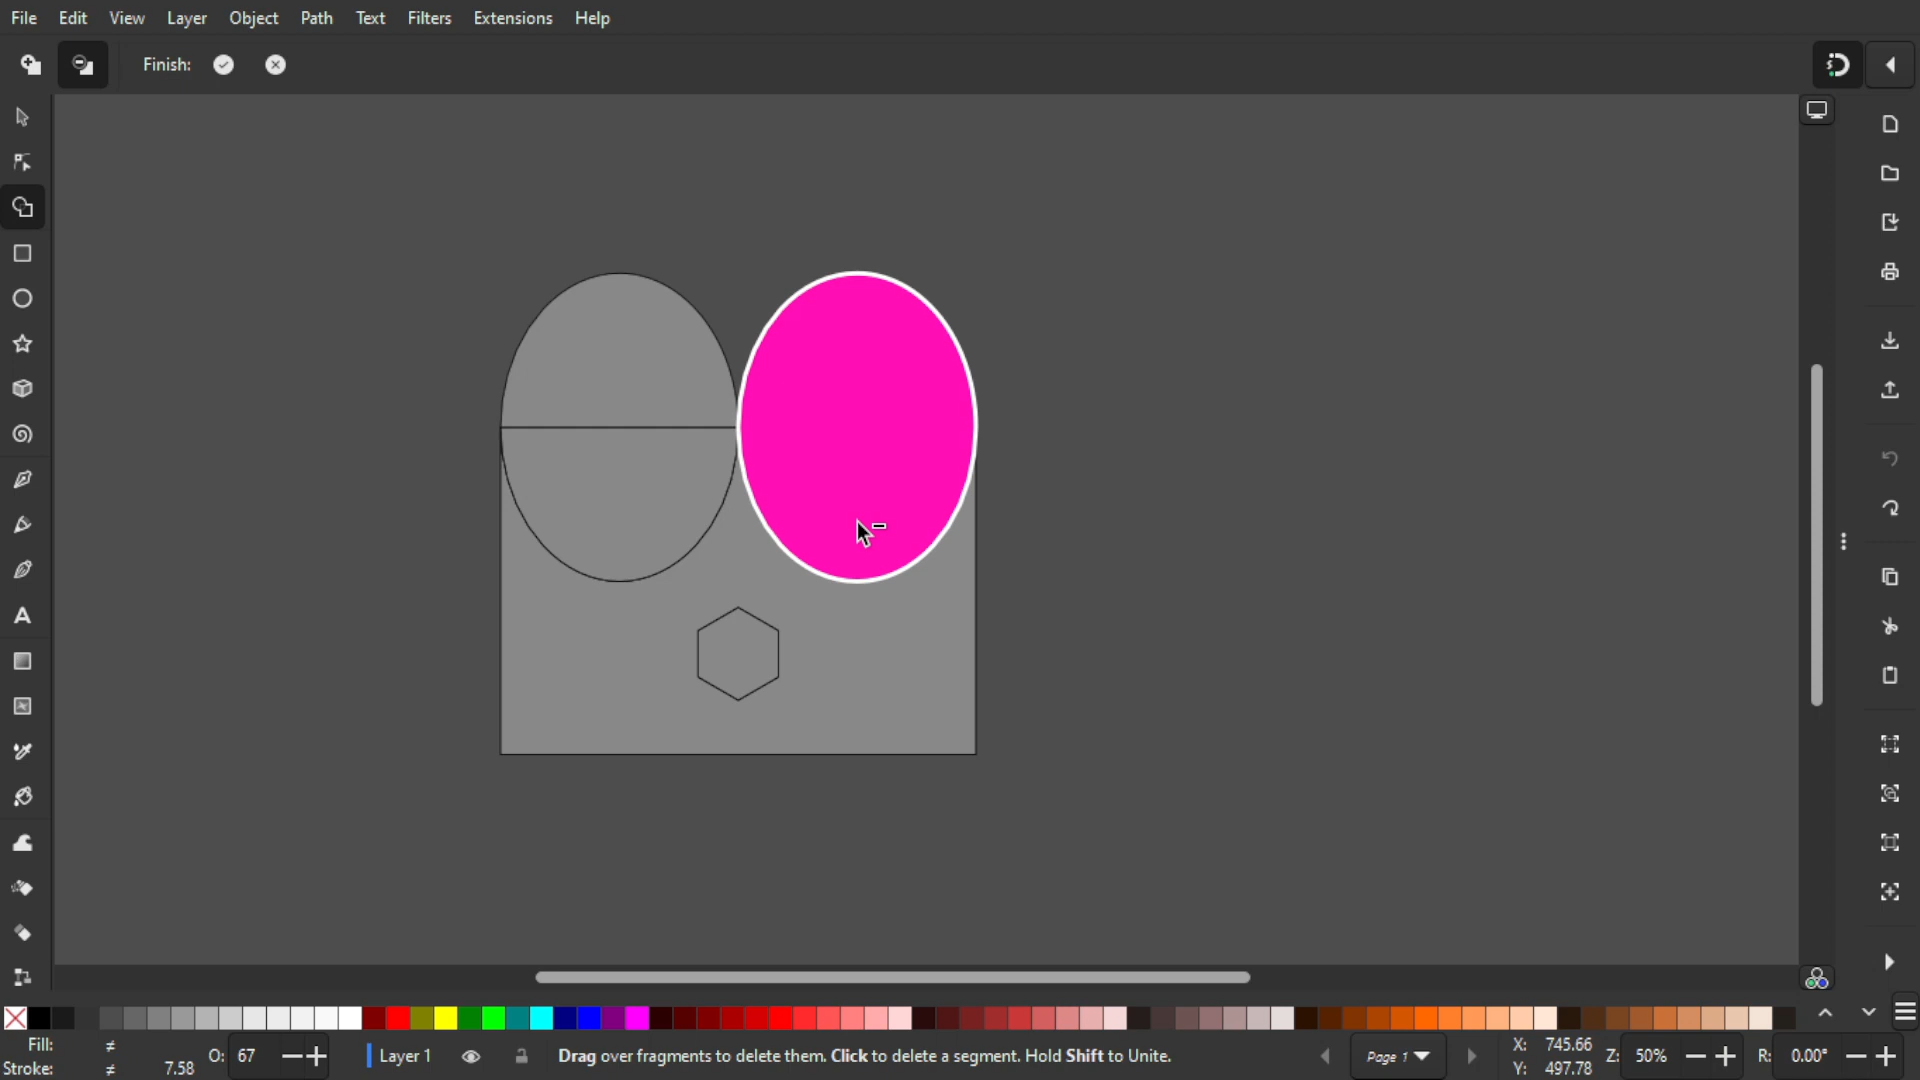 File Edit View Layer Object Path Text Filters Extensions Help
Finish:
Fill: ≠ O: 67 Layer 1 Drag over fragments to delete them. Click to delete a segment. Hold Shift to Unite. Page 1 X: 745.66 Z: 50% R: 0.00°
Stroke: ≠ 7.58 Y: 497.78